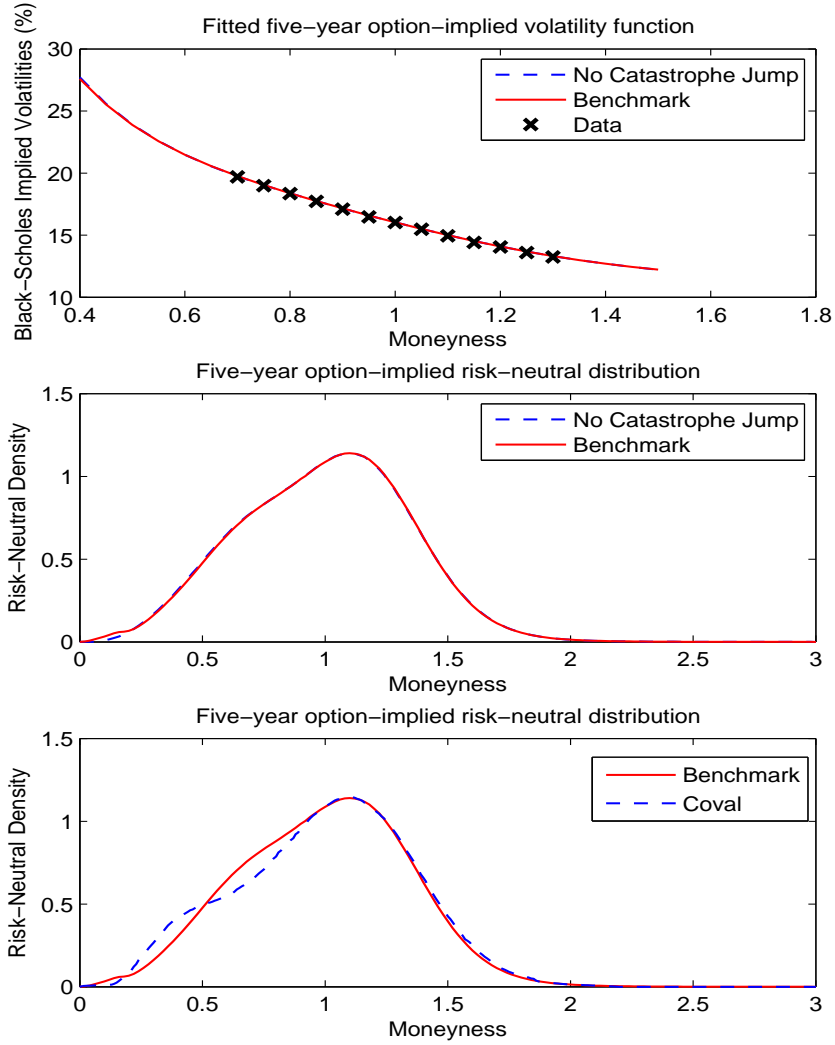 Fitted five−year option−implied volatility function
Black−Scholes Implied Volatilities (%)
30
25
20
15
10
No Catastrophe Jump
Benchmark
Data
0.4 0.6 0.8 1 1.2 1.4 1.6 1.8
Moneyness
Five−year option−implied risk−neutral distribution
Risk−Neutral Density
1.5
1
0.5
0
No Catastrophe Jump
Benchmark
0 0.5 1 1.5 2 2.5 3
Moneyness
Five−year option−implied risk−neutral distribution
Risk−Neutral Density
1.5
1
0.5
0
Benchmark
Coval
0 0.5 1 1.5 2 2.5 3
Moneyness